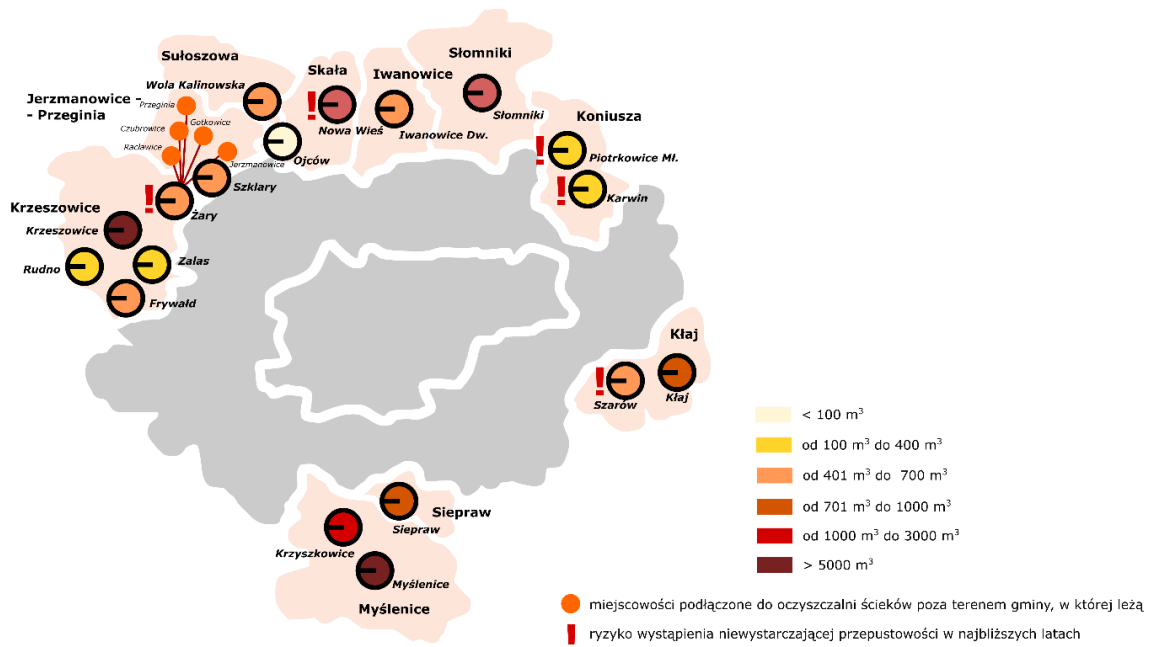 Słomniki
Sułoszowa
Skała
Iwanowice
Wola Kalinowska
Jerzmanowice -
- Przeginia
Przeginia
Słomniki
Koniusza
Gotkowice
Czubrowice
Nowa Wieś
Iwanowice Dw.
Racławice
Ojców
Piotrkowice Mł.
Jerzmanowice
Szklary
Karwin
Krzeszowice
Żary
Krzeszowice
Zalas
Rudno
Frywałd
Kłaj
Szarów
Kłaj
Siepraw
Siepraw
Krzyszkowice
Myślenice
Myślenice
< 100 m³
od 100 m³ do 400 m³
od 401 m³ do 700 m³
od 701 m³ do 1000 m³
od 1000 m³ do 3000 m³
> 5000 m³
miejscowości podłączone do oczyszczalni ścieków poza terenem gminy, w której leżą
! ryzyko wystąpienia niewystarczającej przepustowości w najbliższych latach